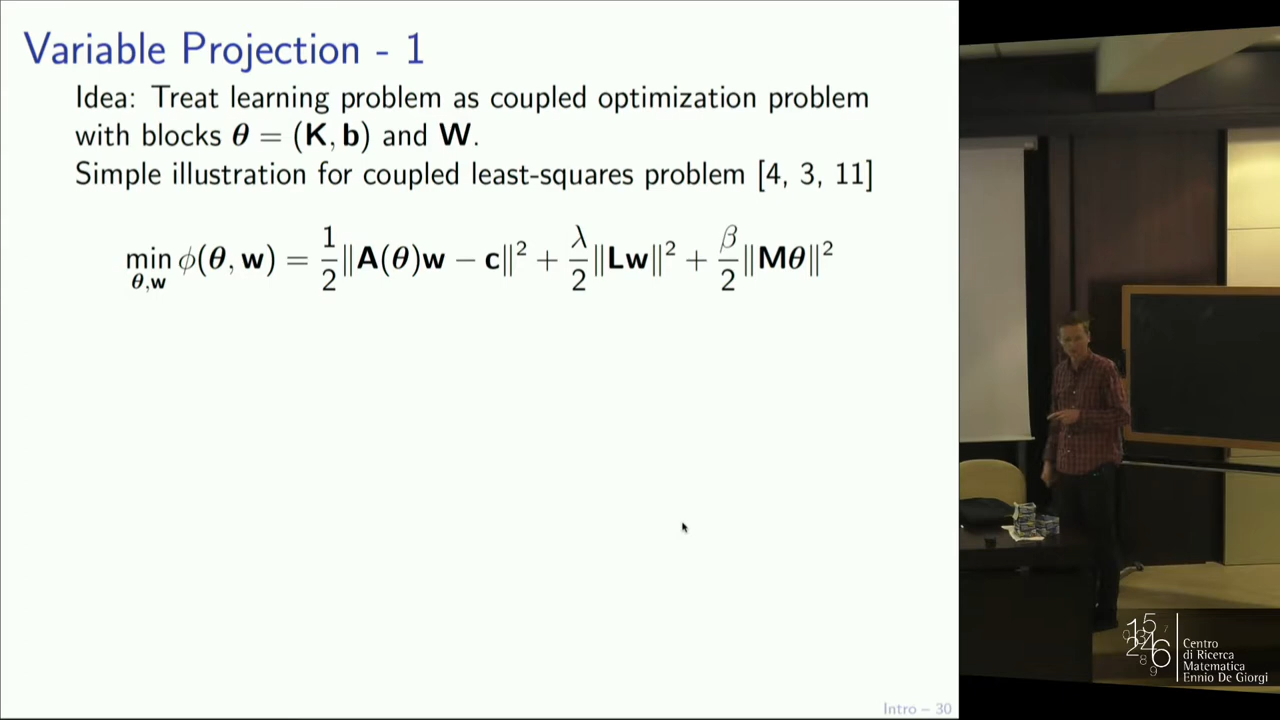 Variable Projection - 1
Idea: Treat learning problem as coupled optimization problem
with blocks θ = (K, b) and W.
Simple illustration for coupled least-squares problem [4, 3, 11]
min ϕ(θ, w) = 1/2 ‖A(θ)w − c‖² + λ/2 ‖Lw‖² + β/2 ‖Mθ‖²
θ,w
Intro – 30
Centro
di Ricerca
Matematica
Ennio De Giorgi